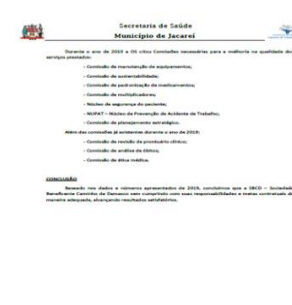 Secretaria de Saúde
Município de Jacareí
Durante o ano de 2019 a OS criou Comissões necessárias para a melhoria na qualidade dos
serviços prestados:
- Comissão de manutenção de equipamentos;
- Comissão de sustentabilidade;
- Comissão de padronização de medicamentos;
- Comissão de multiplicadores;
- Núcleo de segurança do paciente;
- NUPAT – Núcleo de Prevenção de Acidente de Trabalho;
- Comissão de planejamento estratégico.
Além das comissões já existentes durante o ano de 2019:
- Comissão de revisão de prontuário clínico;
- Comissão de análise de óbitos;
- Comissão de ética médica.
CONCLUSÃO
Baseado nos dados e números apresentados de 2019, concluímos que a SBCD – Sociedade
Beneficente Caminho de Damasco vem cumprindo com suas responsabilidades e metas contratuais de
maneira adequada, alcançando resultados satisfatórios.